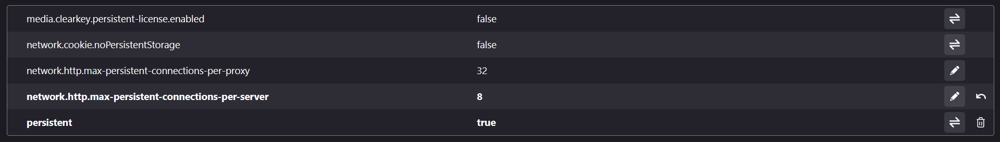 media.clearkey.persistent-license.enabled false
network.cookie.noPersistentStorage false
network.http.max-persistent-connections-per-proxy 32
network.http.max-persistent-connections-per-server 8
persistent true